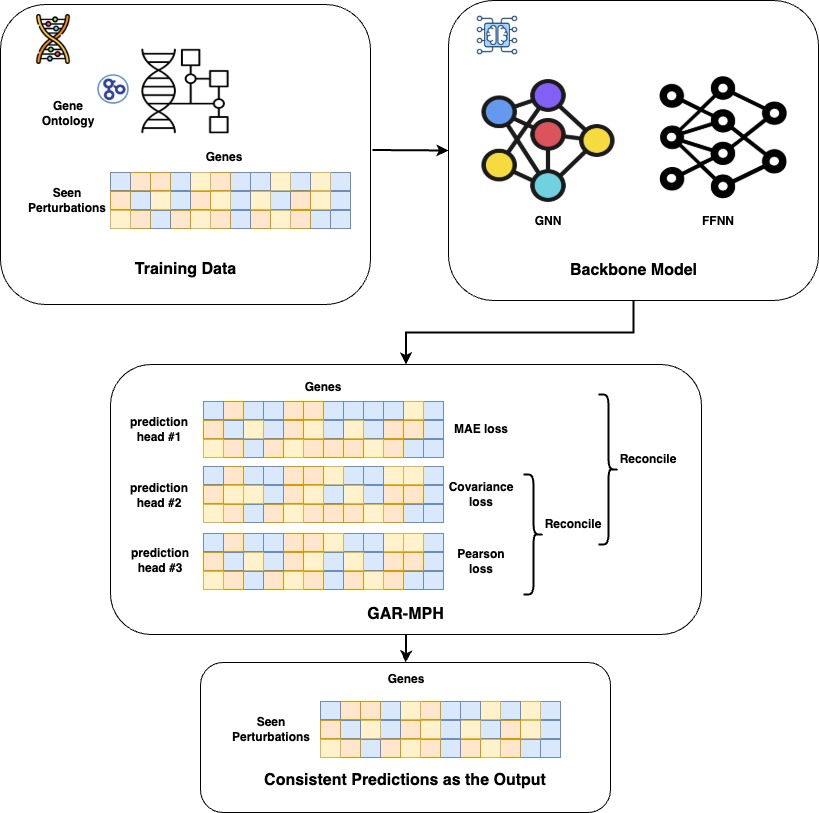 Gene
Ontology
Genes
Seen
Perturbations
Training Data
GNN
FFNN
Backbone Model
Genes
prediction
head #1
MAE loss
Reconcile
prediction
head #2
Covariance
loss
Reconcile
prediction
head #3
Pearson
loss
GAR-MPH
Genes
Seen
Perturbations
Consistent Predictions as the Output